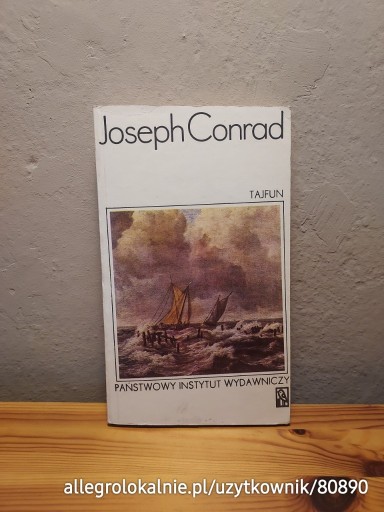 Joseph Conrad
TAJFUN
PAŃSTWOWY INSTYTUT WYDAWNICZY
allegrolokalnie.pl/uzytkownik/80890